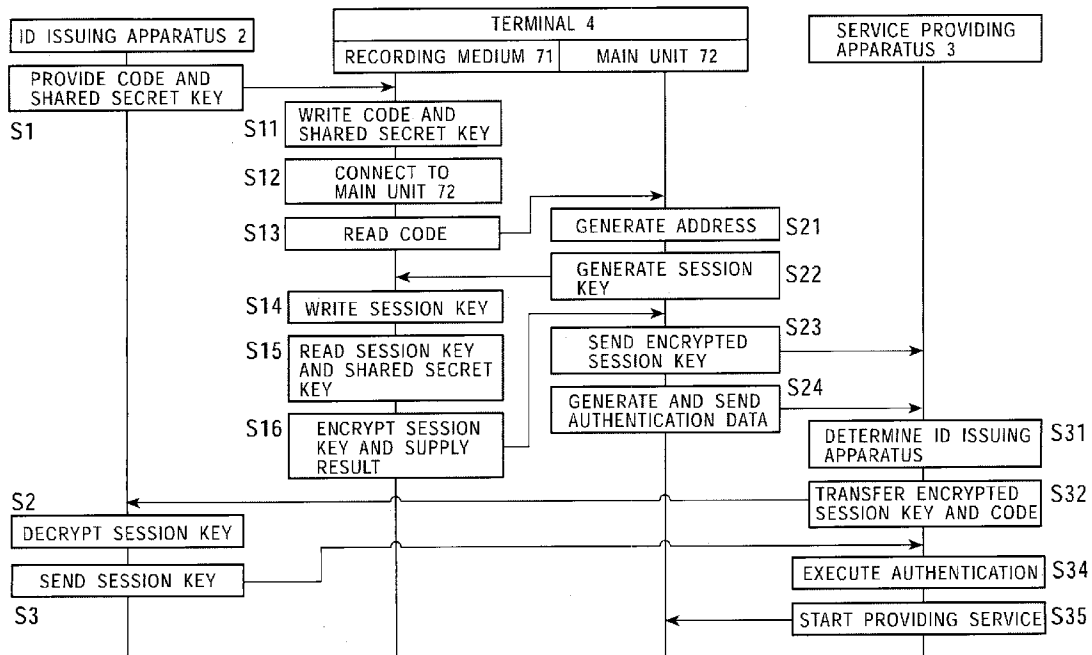 ID ISSUING APPARATUS 2
TERMINAL 4
RECORDING MEDIUM 71
MAIN UNIT 72
SERVICE PROVIDING
APPARATUS 3
PROVIDE CODE AND
SHARED SECRET KEY
S1
S11
WRITE CODE AND
SHARED SECRET KEY
S12
CONNECT TO
MAIN UNIT 72
S13
READ CODE
GENERATE ADDRESS
S21
GENERATE SESSION
KEY
S22
S14
WRITE SESSION KEY
S23
SEND ENCRYPTED
SESSION KEY
S15
READ SESSION KEY
AND SHARED SECRET
KEY
S24
GENERATE AND SEND
AUTHENTICATION DATA
S16
ENCRYPT SESSION
KEY AND SUPPLY
RESULT
DETERMINE ID ISSUING
APPARATUS
S31
TRANSFER ENCRYPTED
SESSION KEY AND CODE
S32
S2
DECRYPT SESSION KEY
SEND SESSION KEY
S3
EXECUTE AUTHENTICATION
S34
START PROVIDING SERVICE
S35